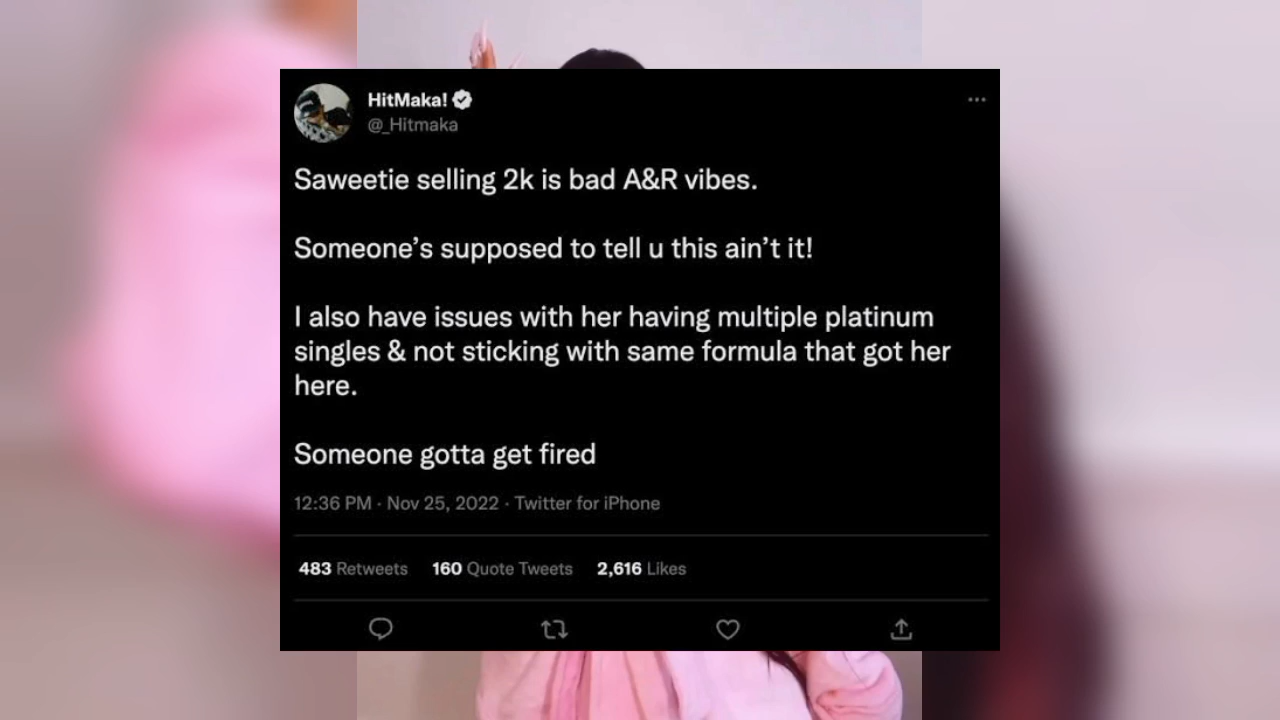 HitMaka!
@_Hitmaka
Saweetie selling 2k is bad A&R vibes.
Someone’s supposed to tell u this ain’t it!
I also have issues with her having multiple platinum
singles & not sticking with same formula that got her
here.
Someone gotta get fired
12:36 PM · Nov 25, 2022 · Twitter for iPhone
483 Retweets 160 Quote Tweets 2,616 Likes